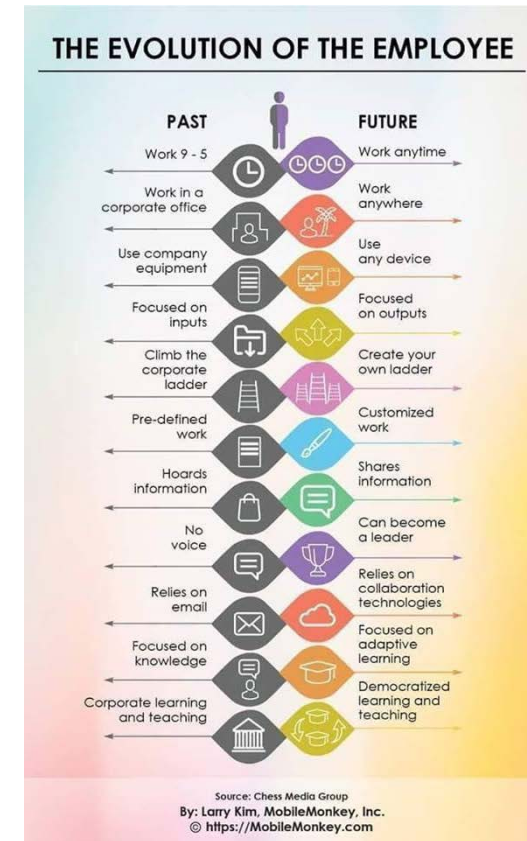 THE EVOLUTION OF THE EMPLOYEE
PAST
FUTURE
Work 9 - 5
Work anytime
Work in a
corporate office
Work
anywhere
Use company
equipment
Use
any device
Focused on
inputs
Focused
on outputs
Climb the
corporate
ladder
Create your
own ladder
Pre-defined
work
Customized
work
Hoards
information
Shares
information
No
voice
Can become
a leader
Relies on
email
Relies on
collaboration
technologies
Focused on
knowledge
Focused on
adaptive
learning
Corporate learning
and teaching
Democratized
learning and
teaching
Source: Chess Media Group
By: Larry Kim, MobileMonkey, Inc.
© https://MobileMonkey.com